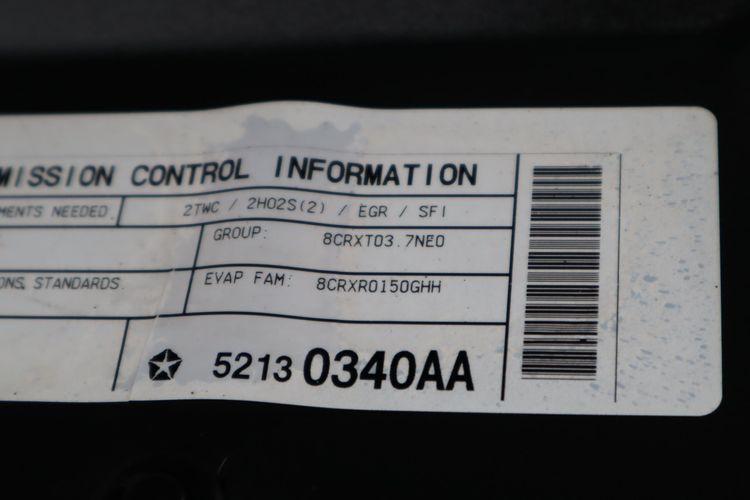 MISSION CONTROL INFORMATION
MENTS NEEDED. 2TWC / 2HO2S(2) / EGR / SFI
GROUP: 8CRXT03.7NE0
ONS, STANDARDS. EVAP FAM: 8CRXR0150GHH
5213 0340AA